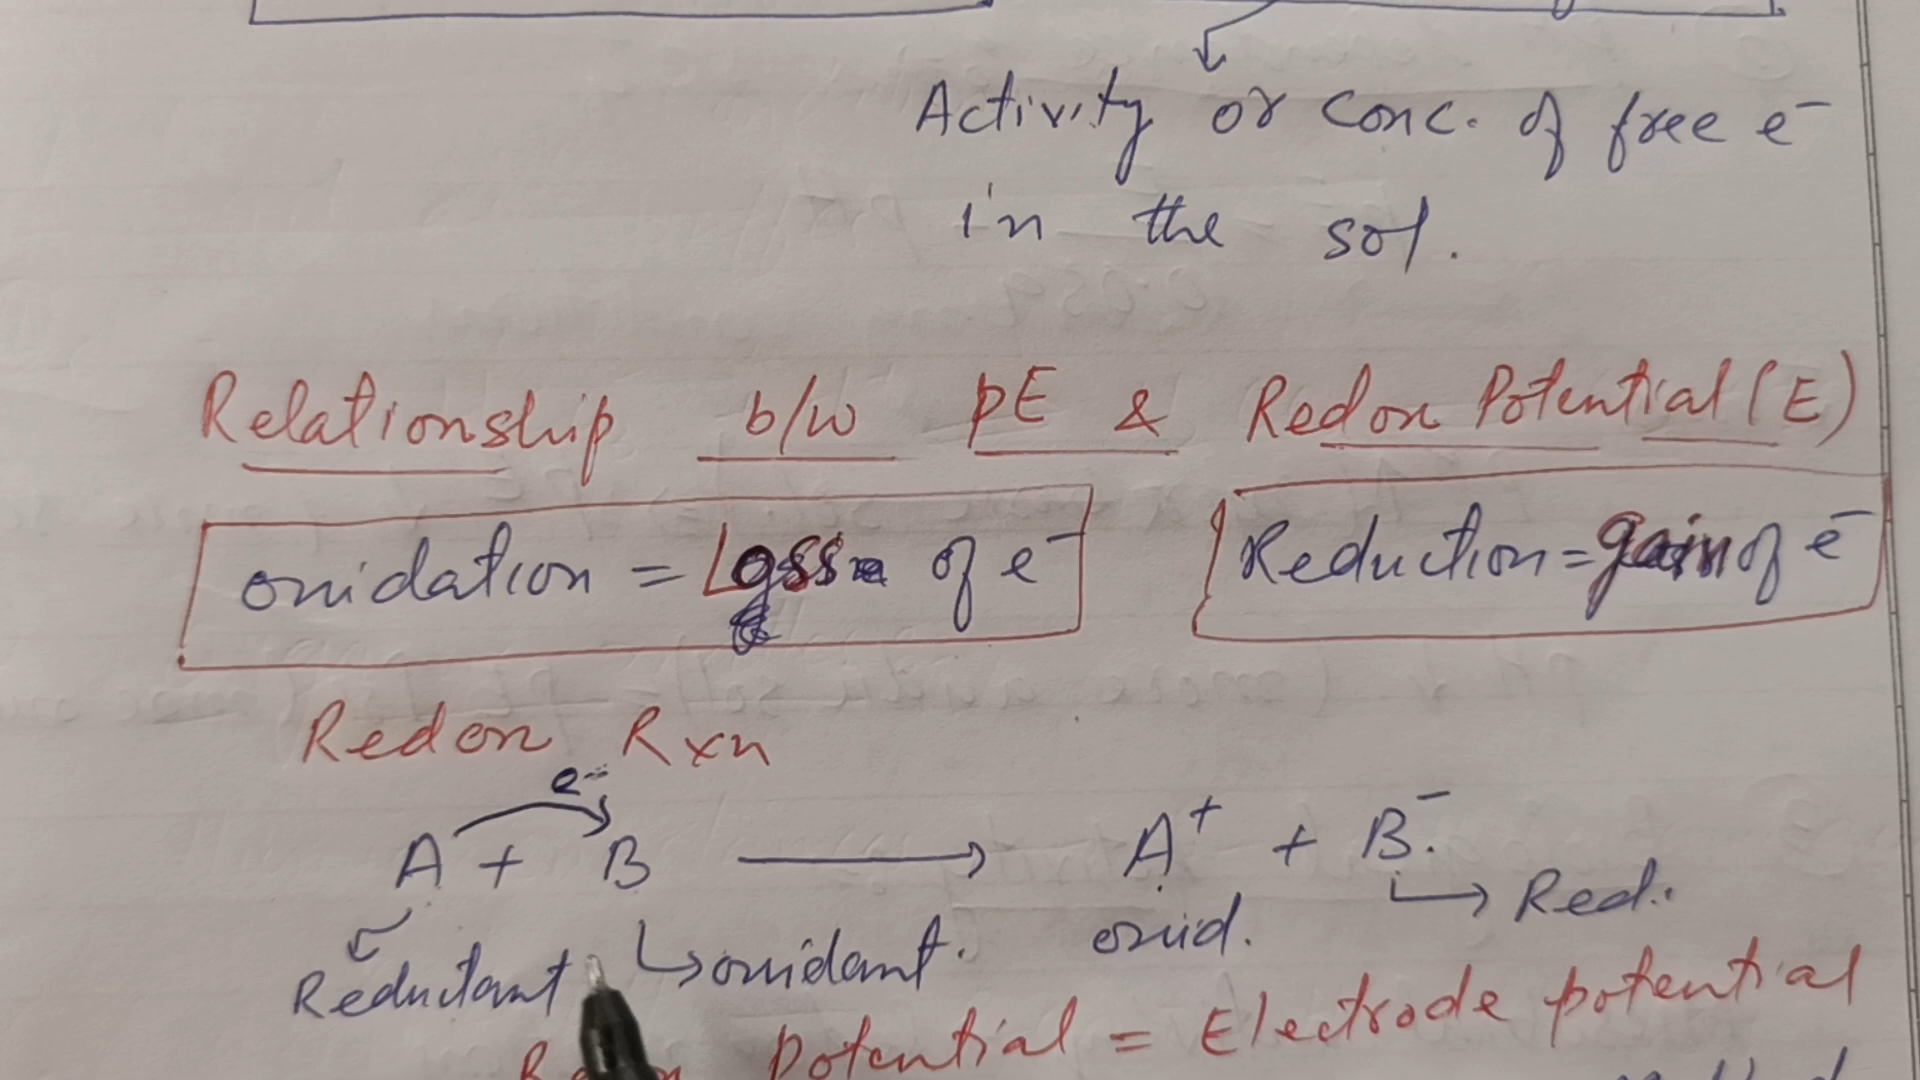 Activity or conc. of free e⁻
in the sol.
Relationship b/w pE & Redox Potential (E)
oxidation = Loss of e⁻
Reduction = gain of e⁻
Redox Rxn
e⁻
A + B ⟶ A⁺ + B⁻.
Red.
oxid.
Reductant
oxidant.
Potential = Electrode potential